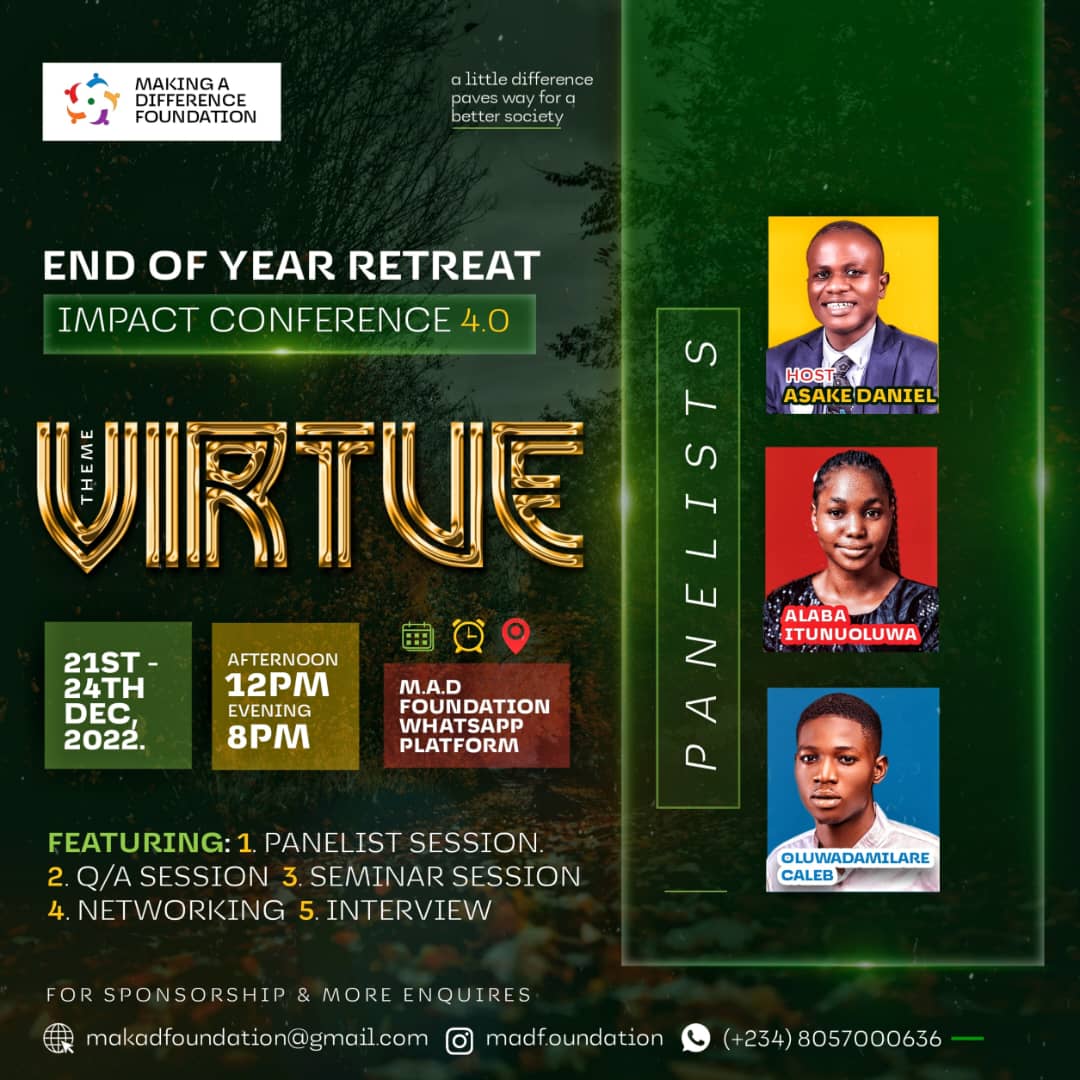 MAKING A
DIFFERENCE
FOUNDATION
a little difference
paves way for a
better society
END OF YEAR RETREAT
IMPACT CONFERENCE 4.0
THEME
VIRTUE
21ST -
24TH
DEC,
2022.
AFTERNOON
12PM
EVENING
8PM
M.A.D
FOUNDATION
WHATSAPP
PLATFORM
FEATURING: 1. PANELIST SESSION.
2. Q/A SESSION 3. SEMINAR SESSION
4. NETWORKING 5. INTERVIEW
PANELISTS
HOST
ASAKE DANIEL
ALABA
ITUNUOLUWA
OLUWADAMILARE
CALEB
FOR SPONSORSHIP & MORE ENQUIRES
makadfoundation@gmail.com madf.oundation (+234) 8057000636